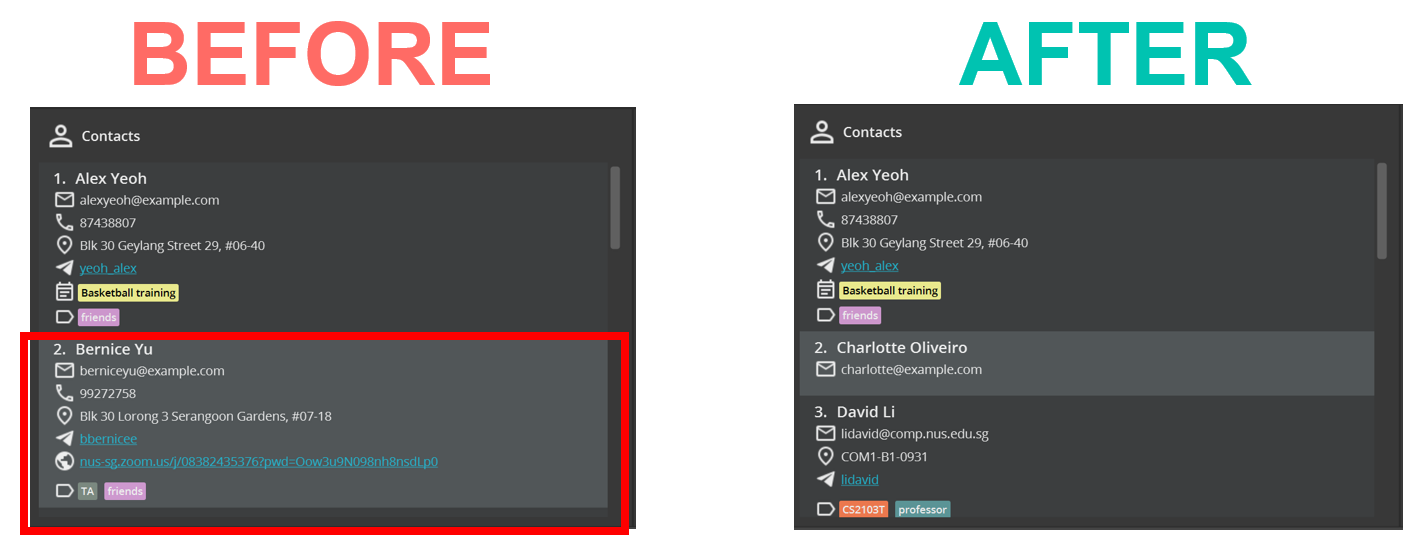 BEFORE
Contacts
1. Alex Yeoh
alexyeoh@example.com
87438807
Blk 30 Geylang Street 29, #06-40
yeoh_alex
Basketball training
friends
2. Bernice Yu
berniceyu@example.com
99272758
Blk 30 Lorong 3 Serangoon Gardens, #07-18
bbernicee
nus-sg.zoom.us/j/08382435376?pwd=Oow3u9N098nh8nsdLp0
TA friends
AFTER
Contacts
1. Alex Yeoh
alexyeoh@example.com
87438807
Blk 30 Geylang Street 29, #06-40
yeoh_alex
Basketball training
friends
2. Charlotte Oliveiro
charlotte@example.com
3. David Li
lidavid@comp.nus.edu.sg
COM1-B1-0931
lidavid
CS2103T professor